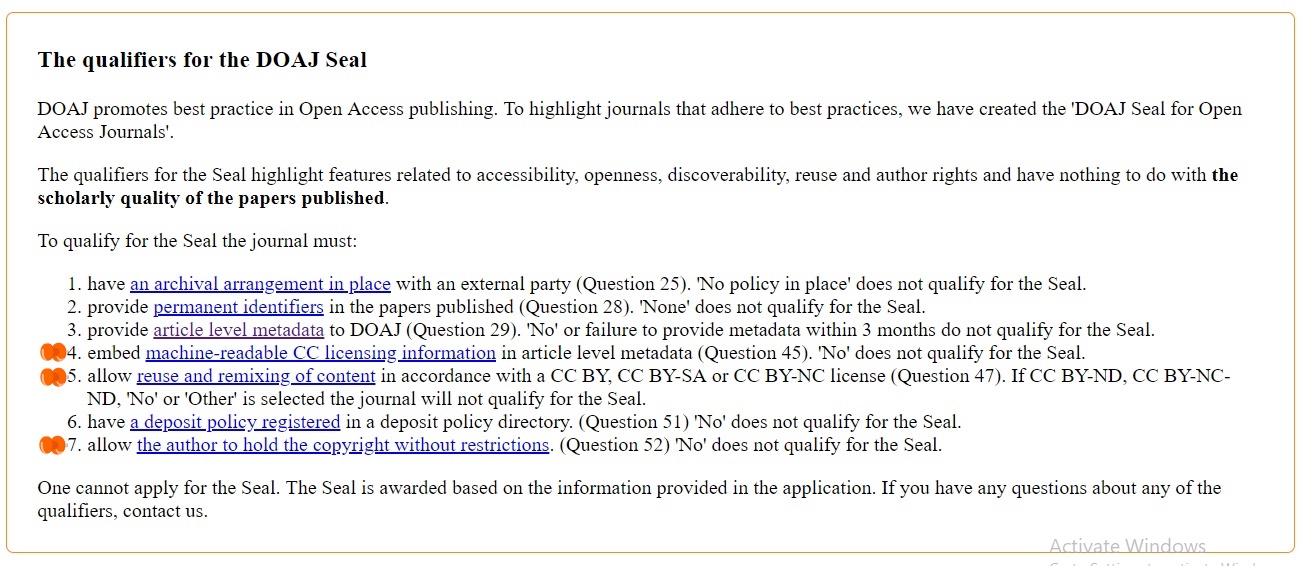 The qualifiers for the DOAJ Seal
DOAJ promotes best practice in Open Access publishing. To highlight journals that adhere to best practices, we have created the 'DOAJ Seal for Open
Access Journals'.
The qualifiers for the Seal highlight features related to accessibility, openness, discoverability, reuse and author rights and have nothing to do with the
scholarly quality of the papers published.
To qualify for the Seal the journal must:
1. have an archival arrangement in place with an external party (Question 25). 'No policy in place' does not qualify for the Seal.
2. provide permanent identifiers in the papers published (Question 28). 'None' does not qualify for the Seal.
3. provide article level metadata to DOAJ (Question 29). 'No' or failure to provide metadata within 3 months do not qualify for the Seal.
4. embed machine-readable CC licensing information in article level metadata (Question 45). 'No' does not qualify for the Seal.
5. allow reuse and remixing of content in accordance with a CC BY, CC BY-SA or CC BY-NC license (Question 47). If CC BY-ND, CC BY-NC-
ND, 'No' or 'Other' is selected the journal will not qualify for the Seal.
6. have a deposit policy registered in a deposit policy directory. (Question 51) 'No' does not qualify for the Seal.
7. allow the author to hold the copyright without restrictions. (Question 52) 'No' does not qualify for the Seal.
One cannot apply for the Seal. The Seal is awarded based on the information provided in the application. If you have any questions about any of the
qualifiers, contact us.
Activate Windows